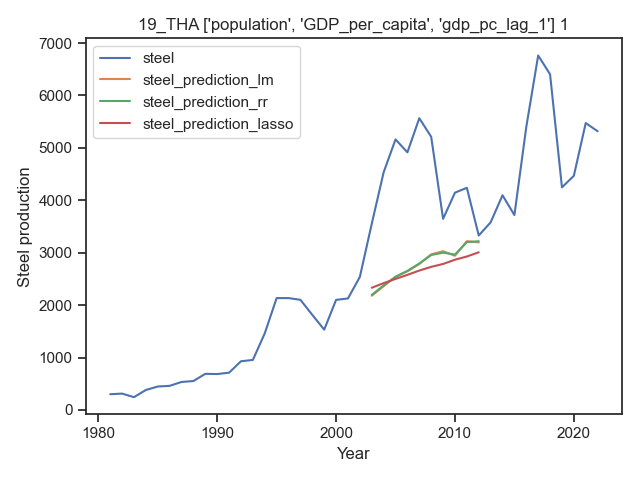 19_THA ['population', 'GDP_per_capita', 'gdp_pc_lag_1'] 1
7000
6000
5000
4000
3000
2000
1000
0
Steel production
steel
steel_prediction_lm
steel_prediction_rr
steel_prediction_lasso
1980
1990
2000
2010
2020
Year